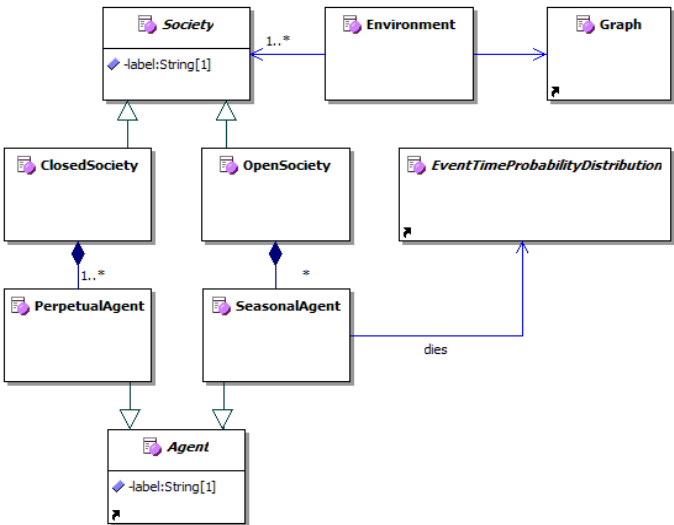 Society
-label:String[1]
1..*
Environment
Graph
ClosedSociety
OpenSociety
EventTimeProbabilityDistribution
1..*
*
PerpetualAgent
SeasonalAgent
dies
Agent
-label:String[1]